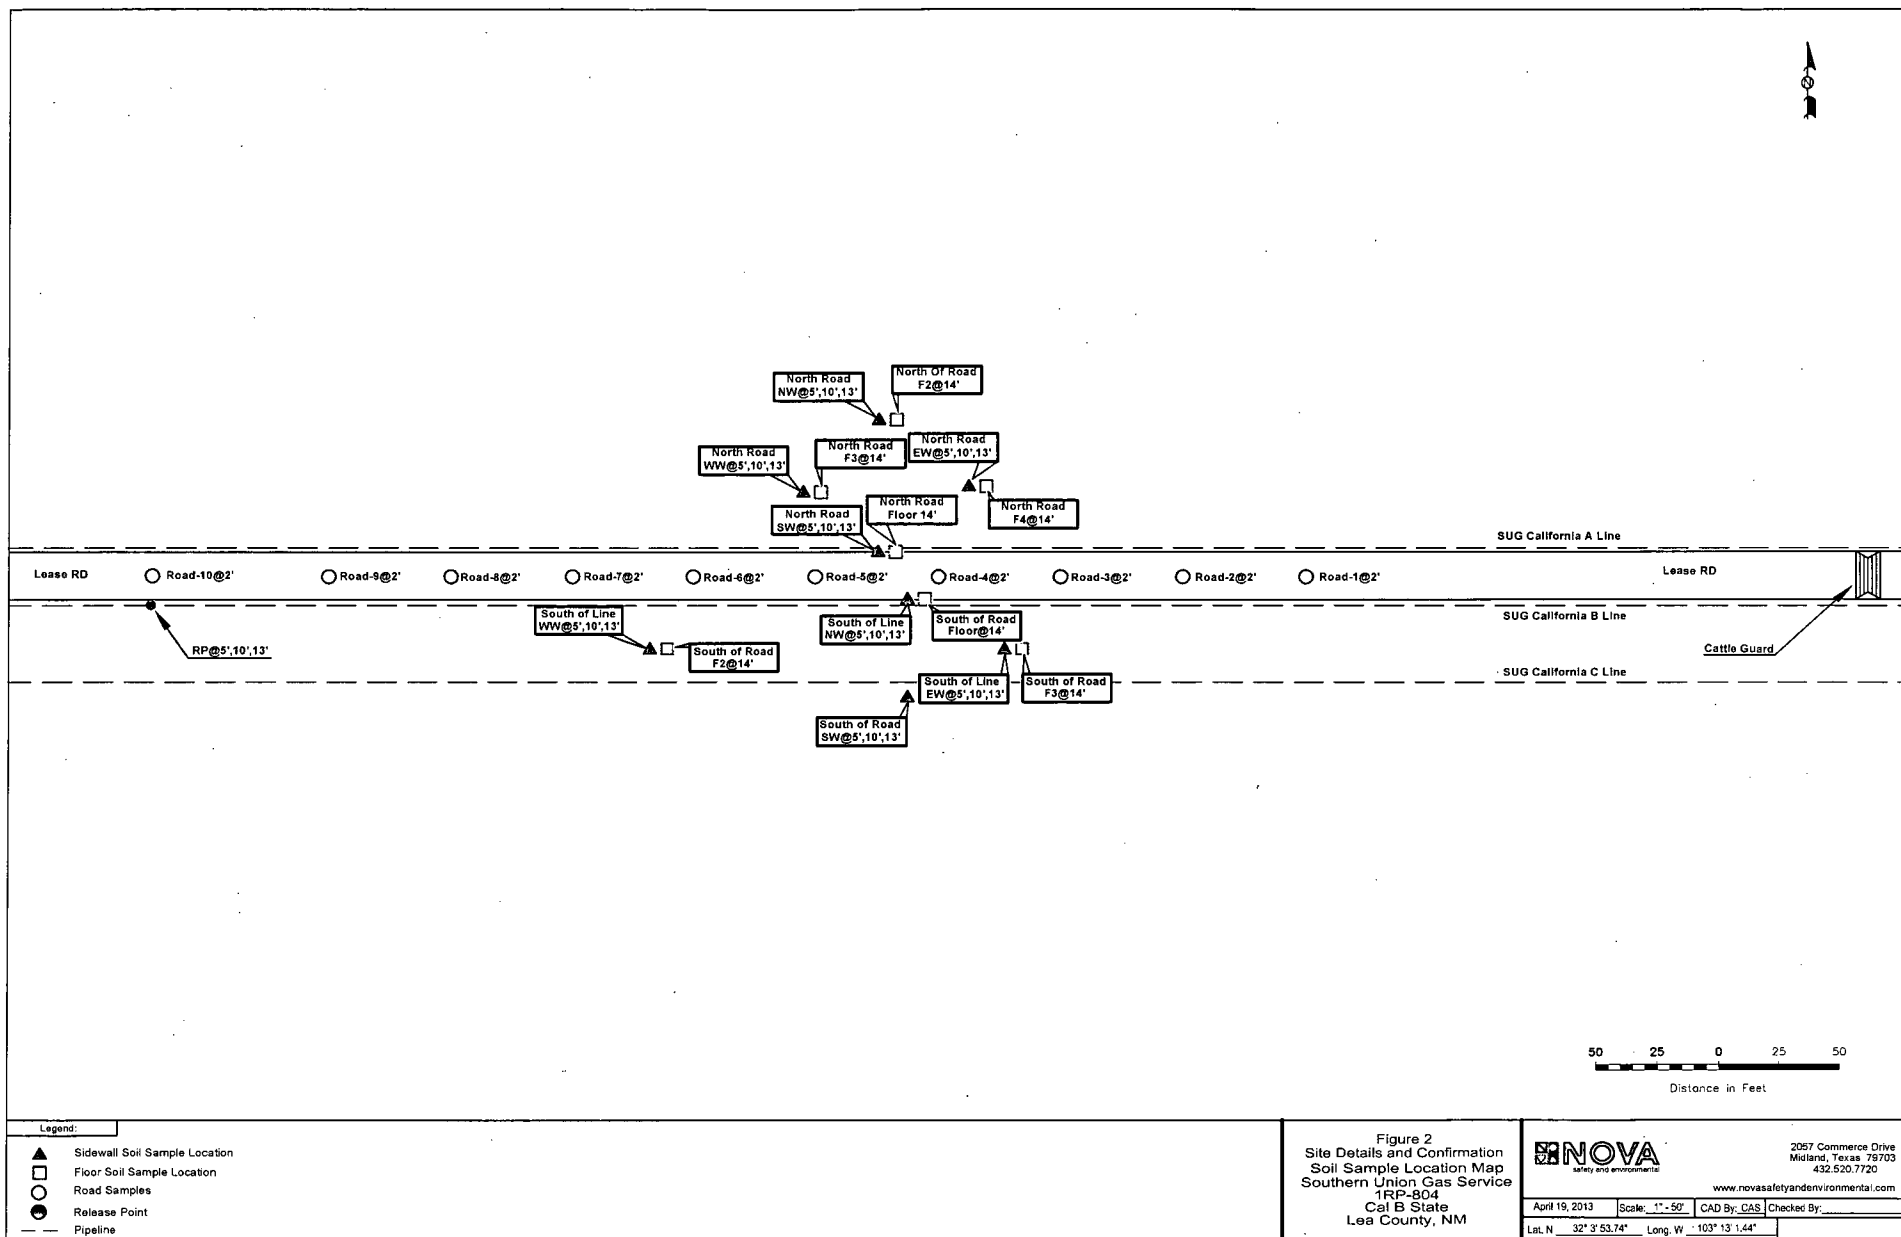 N
North Road
NW@5',10',13'
North Of Road
F2@14'
North Road
WW@5',10',13'
North Road
F3@14'
North Road
EW@5',10',13'
North Road
SW@5',10',13'
North Road
Floor 14'
North Road
F4@14'
SUG California A Line
Lease RD
Road-10@2'
Road-9@2'
Road-8@2'
Road-7@2'
Road-6@2'
Road-5@2'
Road-4@2'
Road-3@2'
Road-2@2'
Road-1@2'
Lease RD
SUG California B Line
RP@5',10',13'
South of Line
WW@5',10',13'
South of Road
F2@14'
South of Line
NW@5',10',13'
South of Road
Floor@14'
Cattle Guard
SUG California C Line
South of Line
EW@5',10',13'
South of Road
F3@14'
South of Road
SW@5',10',13'
50 25 0 25 50
Distance in Feet
Legend:
Sidewall Soil Sample Location
Floor Soil Sample Location
Road Samples
Release Point
Pipeline
Figure 2
Site Details and Confirmation
Soil Sample Location Map
Southern Union Gas Service
1RP-804
Cal B State
Lea County, NM
NOVA
safety and environmental
2057 Commerce Drive
Midland, Texas 79703
432.520.7720
www.novasafetyandenvironmental.com
April 19, 2013 Scale: 1" - 50' CAD By: CAS Checked By:
Lat. N 32° 3' 53.74" Long. W 103° 13' 1.44"